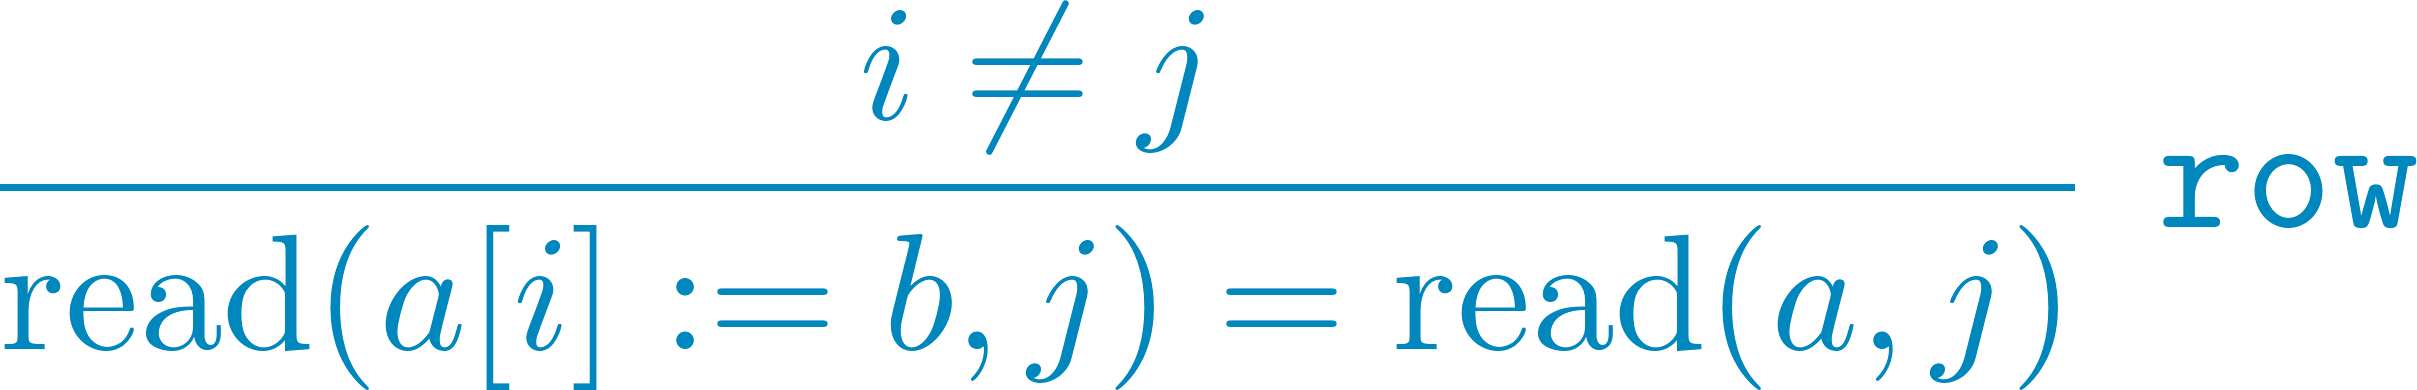 i ≠ j
row
read(a[i] := b, j) = read(a, j)